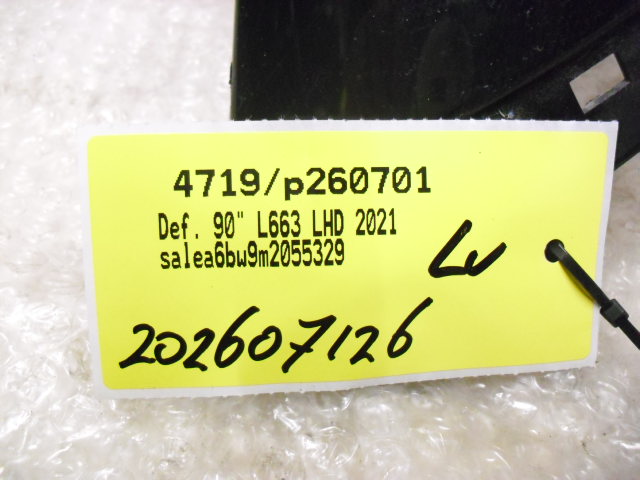 4719/p260701
Def. 90" L663 LHD 2021
salea6bw9m2055329
Lv
202607126